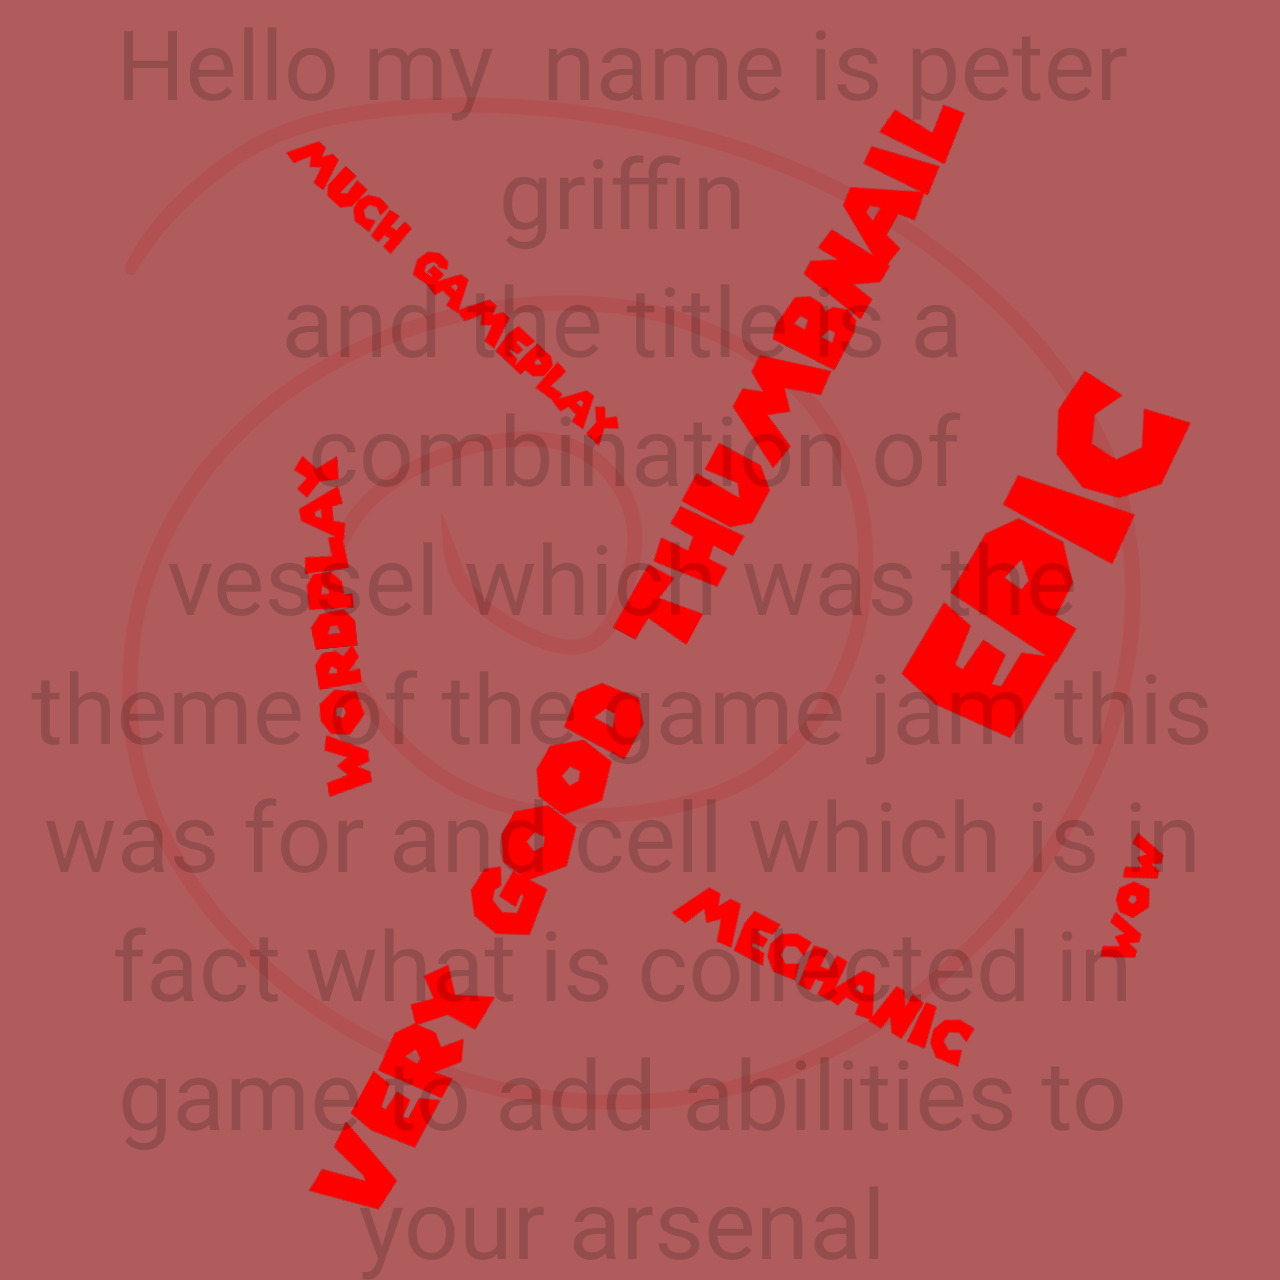 Hello my name is peter
griffin
and the title is a
combination of
vessel which was the
theme of the game jam this
was for and cell which is in
fact what is collected in
game to add abilities to
your arsenal
MUCH GAMEPLAY
VERY GOOD THUMBNAIL
EPIC
WORDPLAY
WOW
MECHANIC